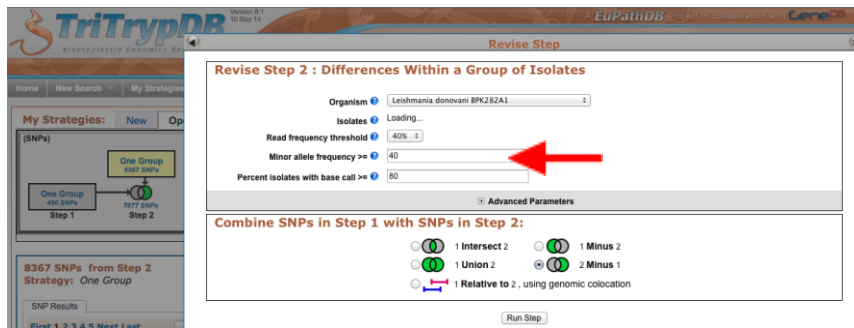 TriTrypDB
Version 8.1
10 Sep 14
A EuPathDB Project in collaboration with GeneDB
Kinetoplastid Genomics Re
Revise Step
Home New Search My Strategies
Revise Step 2 : Differences Within a Group of Isolates
Organism Leishmania donovani BPK282A1
Isolates Loading...
Read frequency threshold 40%
Minor allele frequency >= 40
Percent isolates with base call >= 80
Advanced Parameters
My Strategies: New Op
(SNPs)
One Group
8367 SNPs
One Group
490 SNPs
Step 1
7877 SNPs
Step 2
Combine SNPs in Step 1 with SNPs in Step 2:
1 Intersect 2
1 Minus 2
1 Union 2
2 Minus 1
1 Relative to 2 , using genomic colocation
Run Step
8367 SNPs from Step 2
Strategy: One Group
SNP Results
First 1 2 3 4 5 Next Last